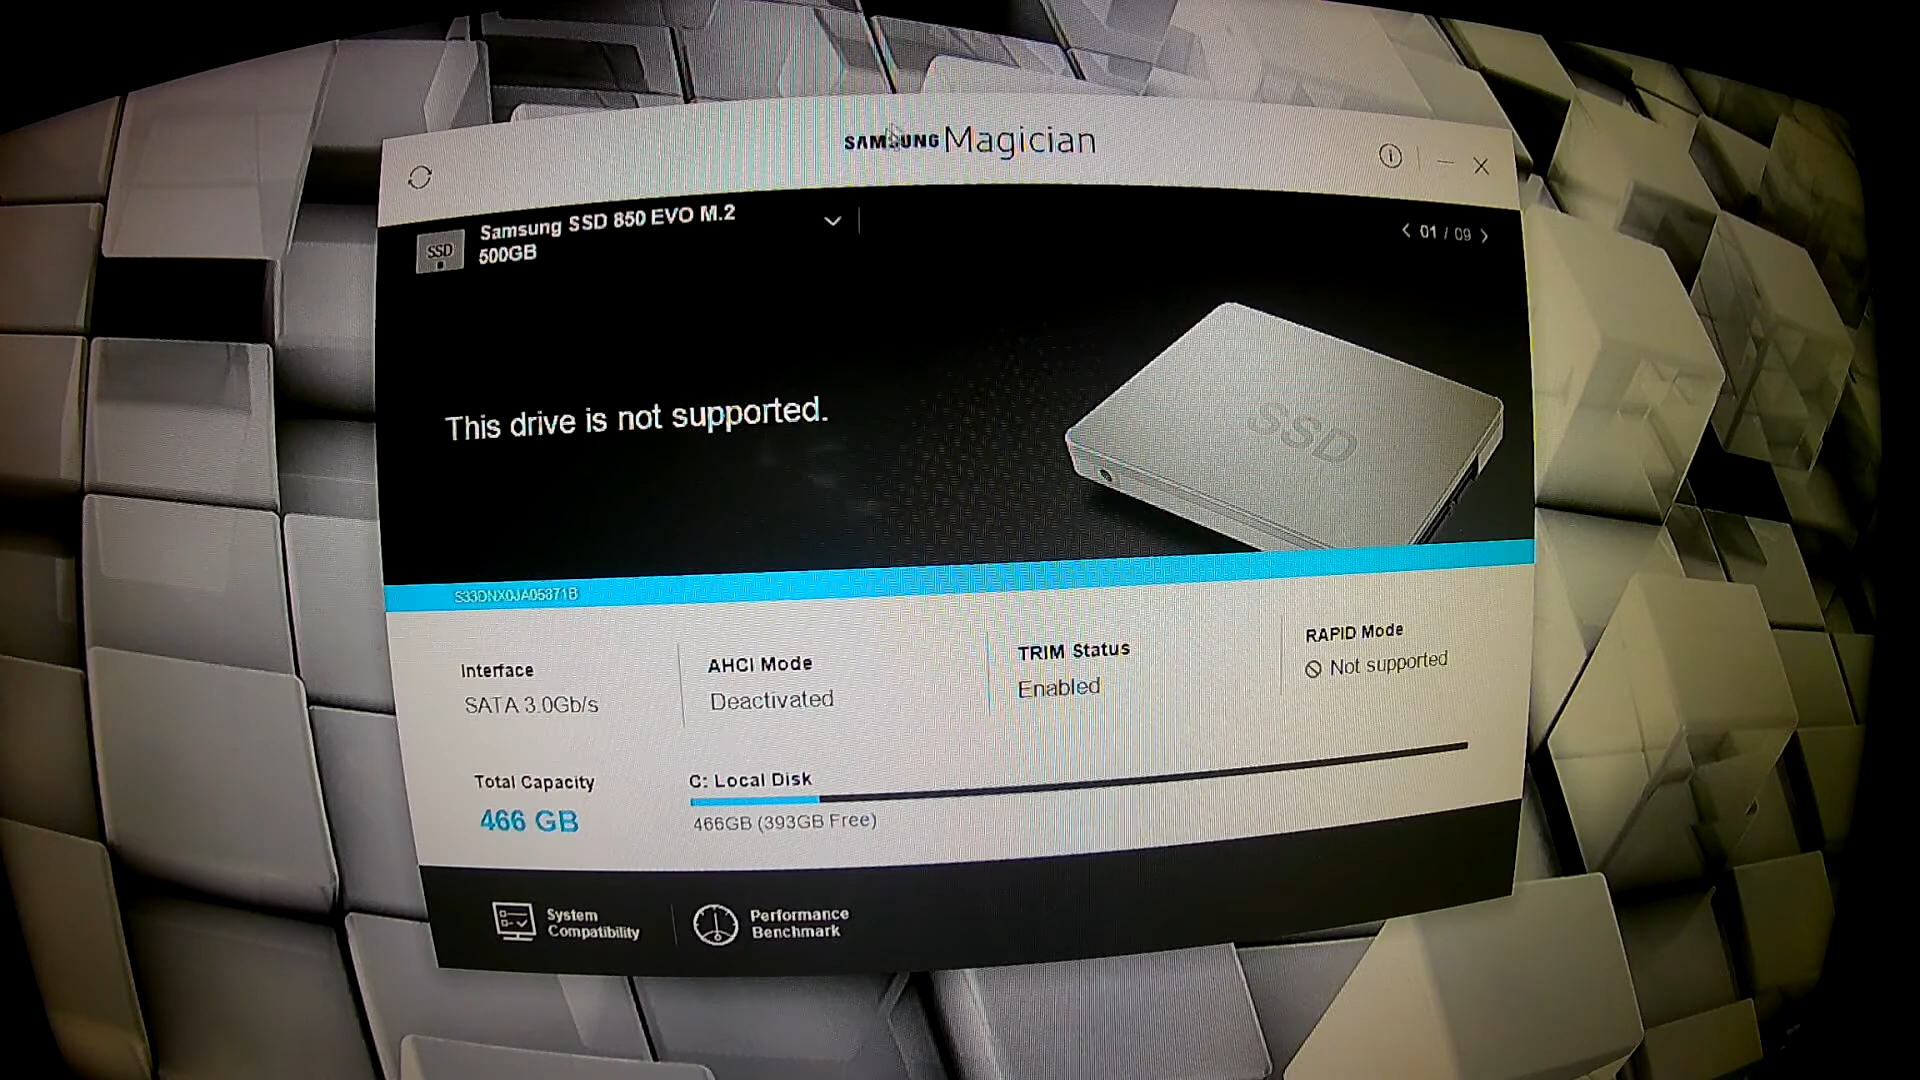 SAMSUNG Magician
SSD
Samsung SSD 850 EVO M.2
500GB
01 / 09
This drive is not supported.
SSD
S33DNX0JA05871B
Interface
SATA 3.0Gb/s
AHCI Mode
Deactivated
TRIM Status
Enabled
RAPID Mode
Not supported
Total Capacity
466 GB
C: Local Disk
466GB (393GB Free)
System
Compatibility
Performance
Benchmark